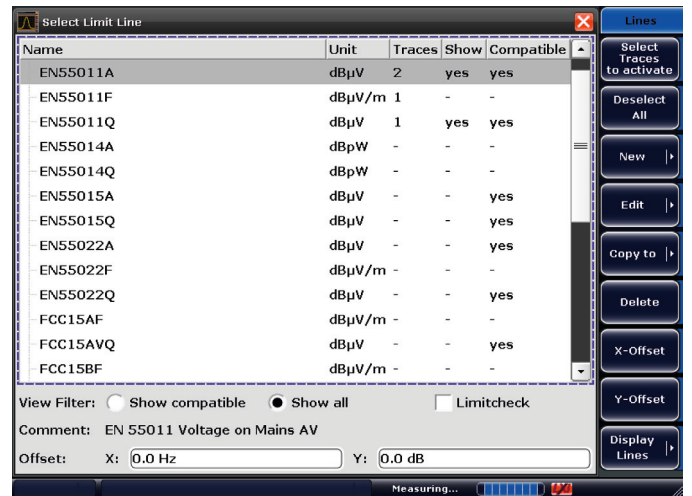 Select Limit Line
Lines
Name Unit Traces Show Compatible
EN55011A dBµV 2 yes yes
EN55011F dBµV/m 1 - -
EN55011Q dBµV 1 yes yes
EN55014A dBpW - - -
EN55014Q dBpW - - -
EN55015A dBµV - - yes
EN55015Q dBµV - - yes
EN55022A dBµV - - yes
EN55022F dBµV/m - - -
EN55022Q dBµV - - yes
FCC15AF dBµV/m - - -
FCC15AVQ dBµV - - yes
FCC15BF dBµV/m - - -
View Filter: Show compatible Show all Limitcheck
Comment: EN 55011 Voltage on Mains AV
Offset: X: 0.0 Hz Y: 0.0 dB
Select
Traces
to activate
Deselect
All
New
Edit
Copy to
Delete
X-Offset
Y-Offset
Display
Lines
Measuring...